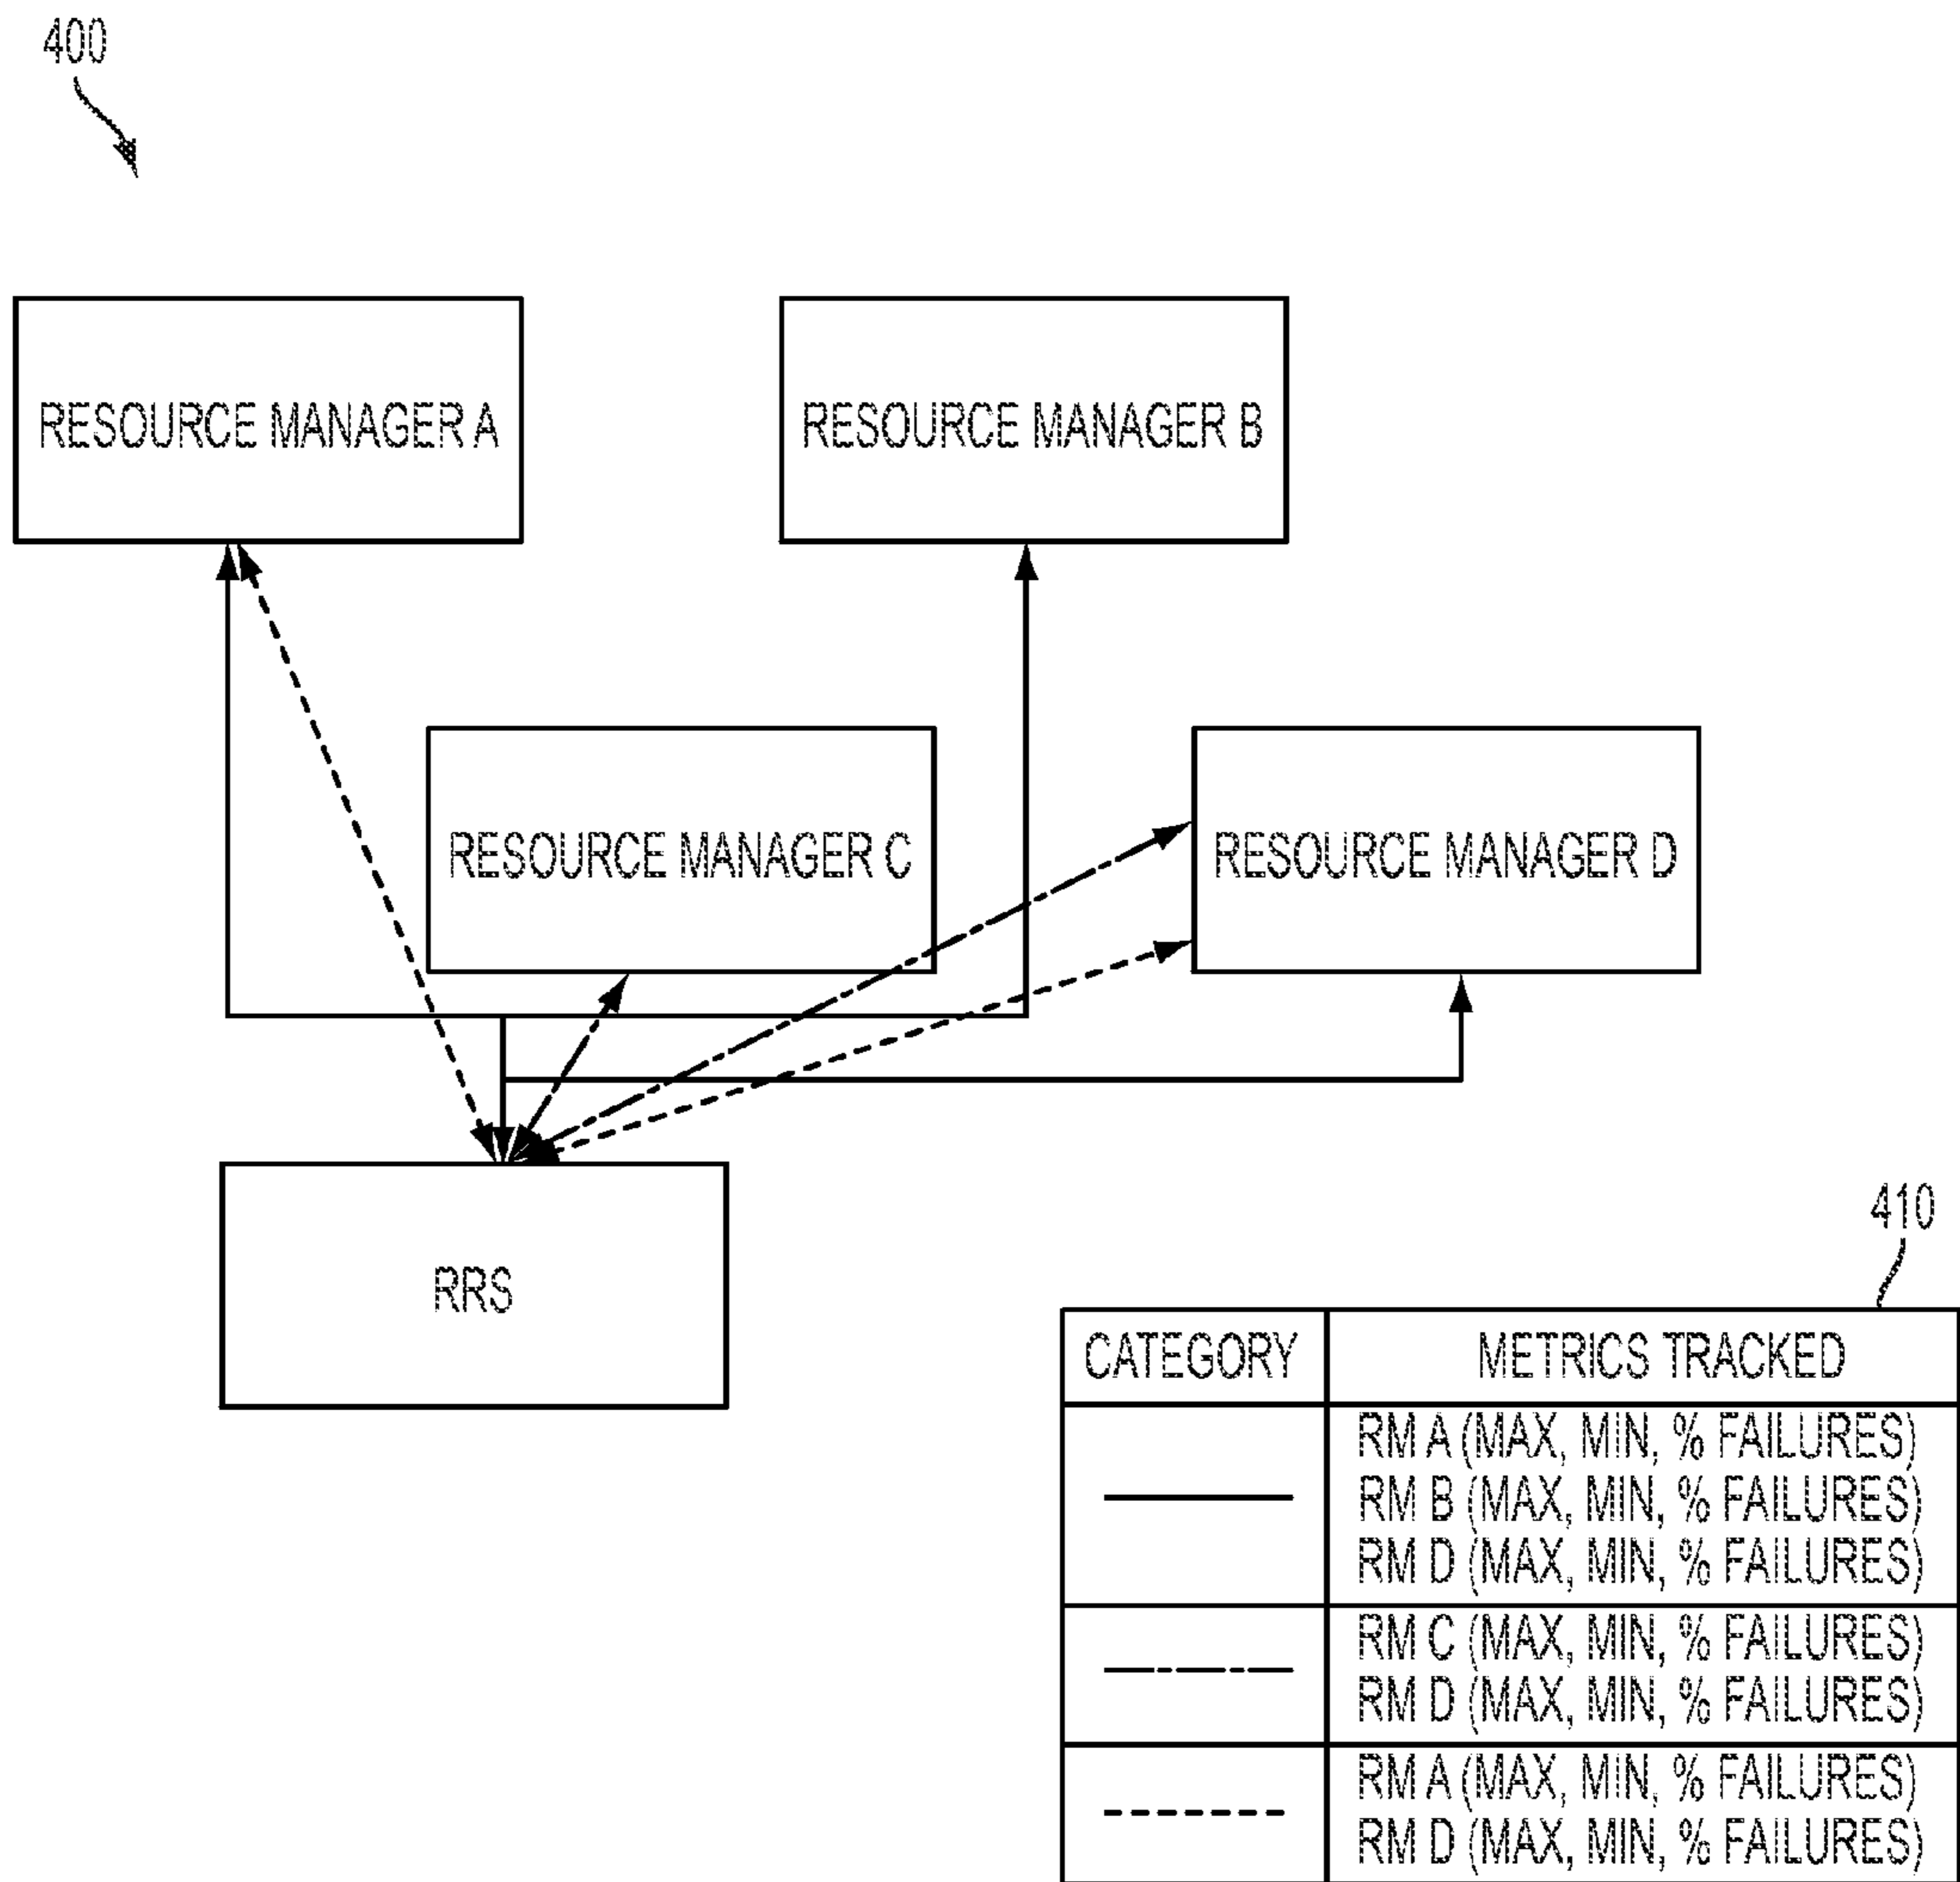 400
RESOURCE MANAGER A
RESOURCE MANAGER B
RESOURCE MANAGER C
RESOURCE MANAGER D
RRS
410
CATEGORY
METRICS TRACKED
RM A (MAX, MIN, % FAILURES)
RM B (MAX, MIN, % FAILURES)
RM D (MAX, MIN, % FAILURES)
RM C (MAX, MIN, % FAILURES)
RM D (MAX, MIN, % FAILURES)
RM A (MAX, MIN, % FAILURES)
RM D (MAX, MIN, % FAILURES)